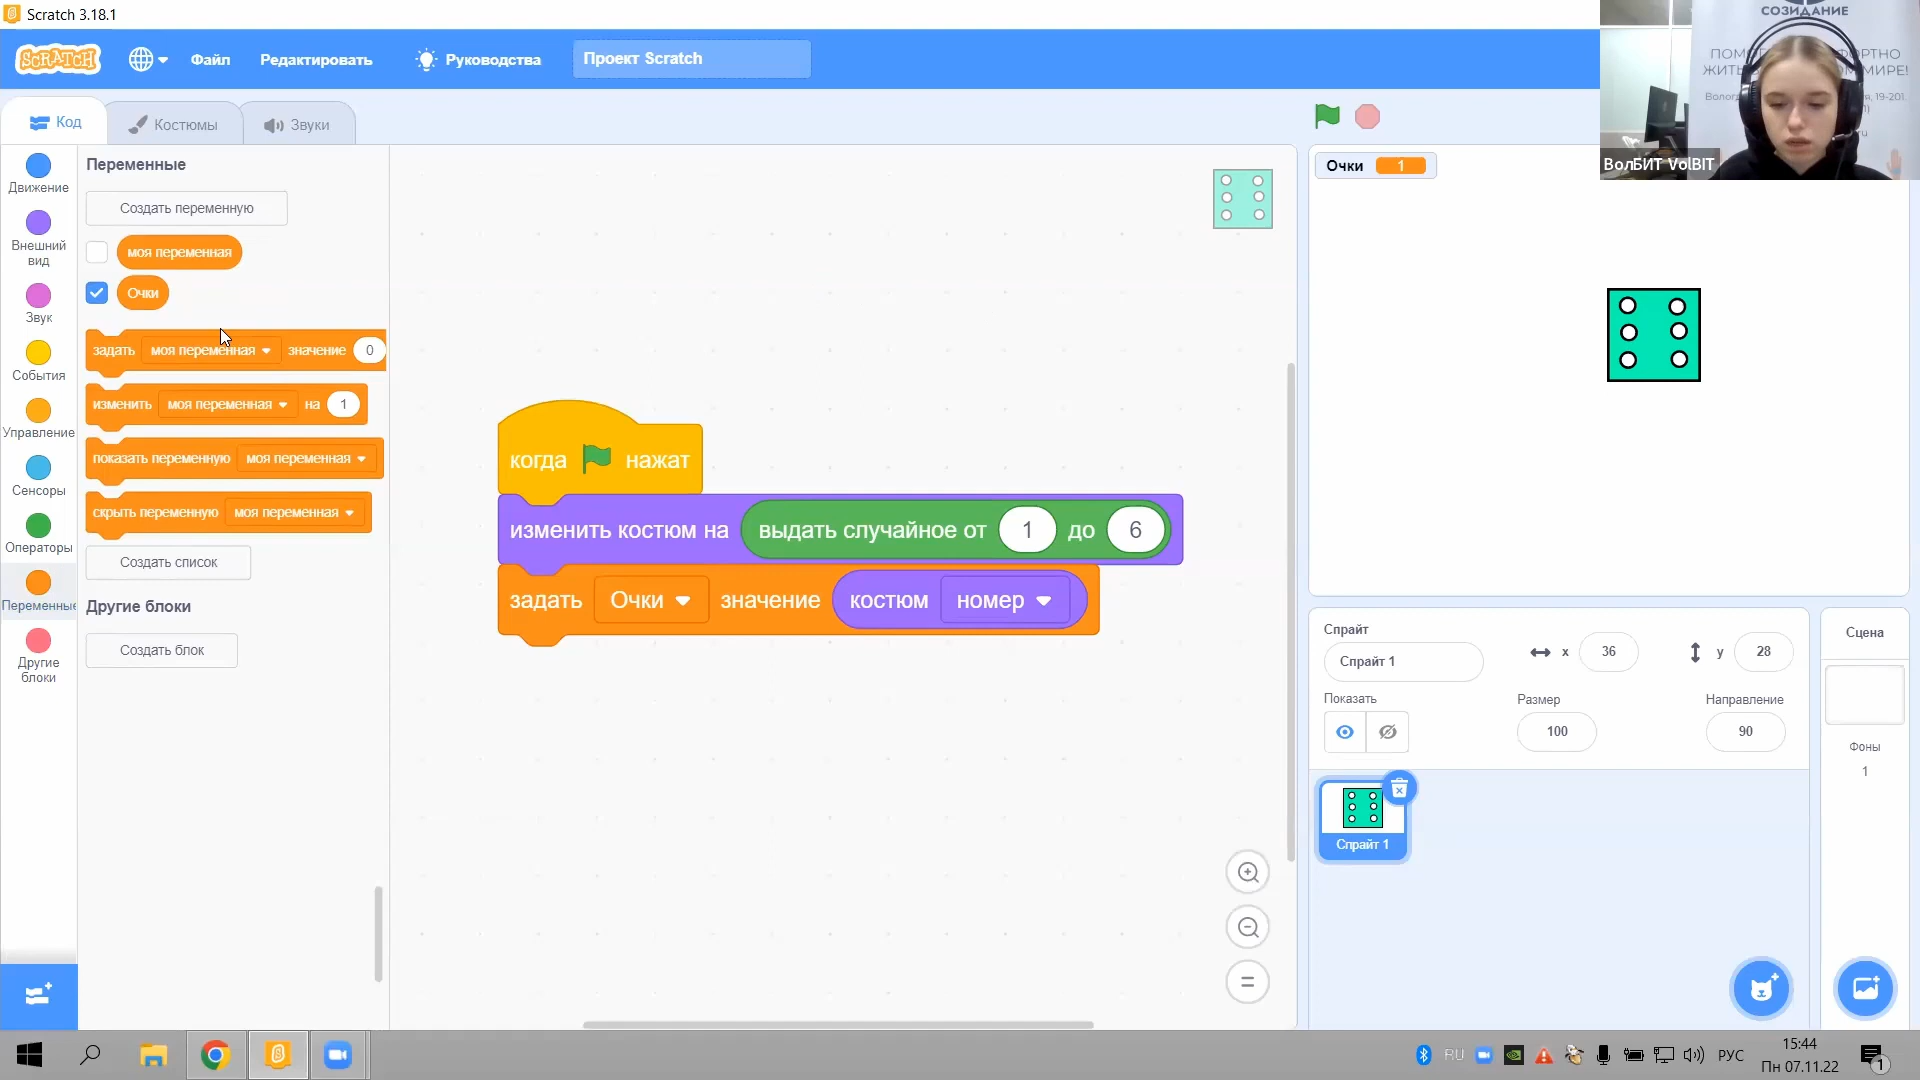 Scratch 3.18.1
SCRATCH
Файл
Редактировать
Руководства
Проект Scratch
СОЗИДАНИЕ
ВолБИТ VolBIT
Код
Костюмы
Звуки
Движение
Внешний
вид
Звук
События
Управление
Сенсоры
Операторы
Переменные
Другие
блоки
Переменные
Создать переменную
моя переменная
Очки
задать моя переменная значение 0
изменить моя переменная на 1
показать переменную моя переменная
скрыть переменную моя переменная
Создать список
Другие блоки
Создать блок
когда нажат
изменить костюм на выдать случайное от 1 до 6
задать Очки значение костюм номер
Очки 1
Спрайт
Спрайт 1
x 36
y 28
Показать
Размер
100
Направление
90
Спрайт 1
Сцена
Фоны
1
RU
РУС
15:44
Пн 07.11.22
1